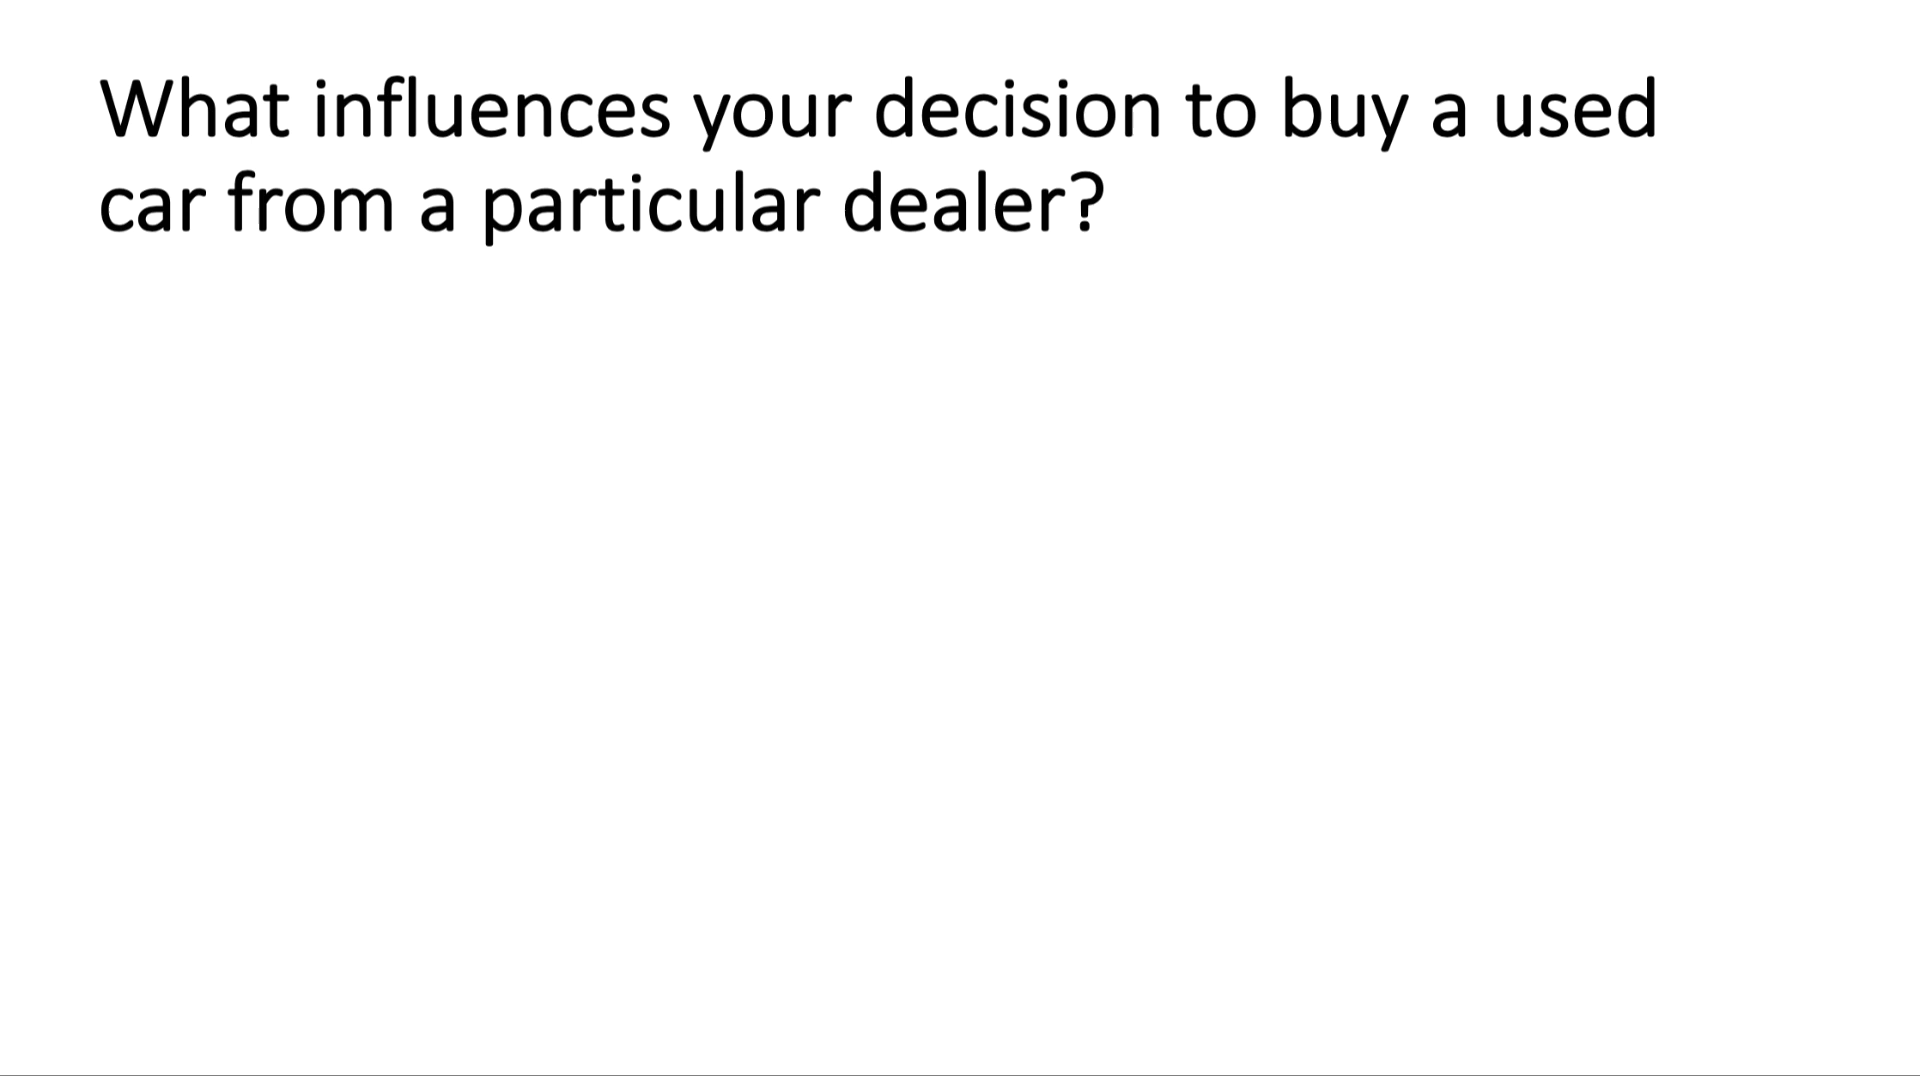 What influences your decision to buy a used
car from a particular dealer?